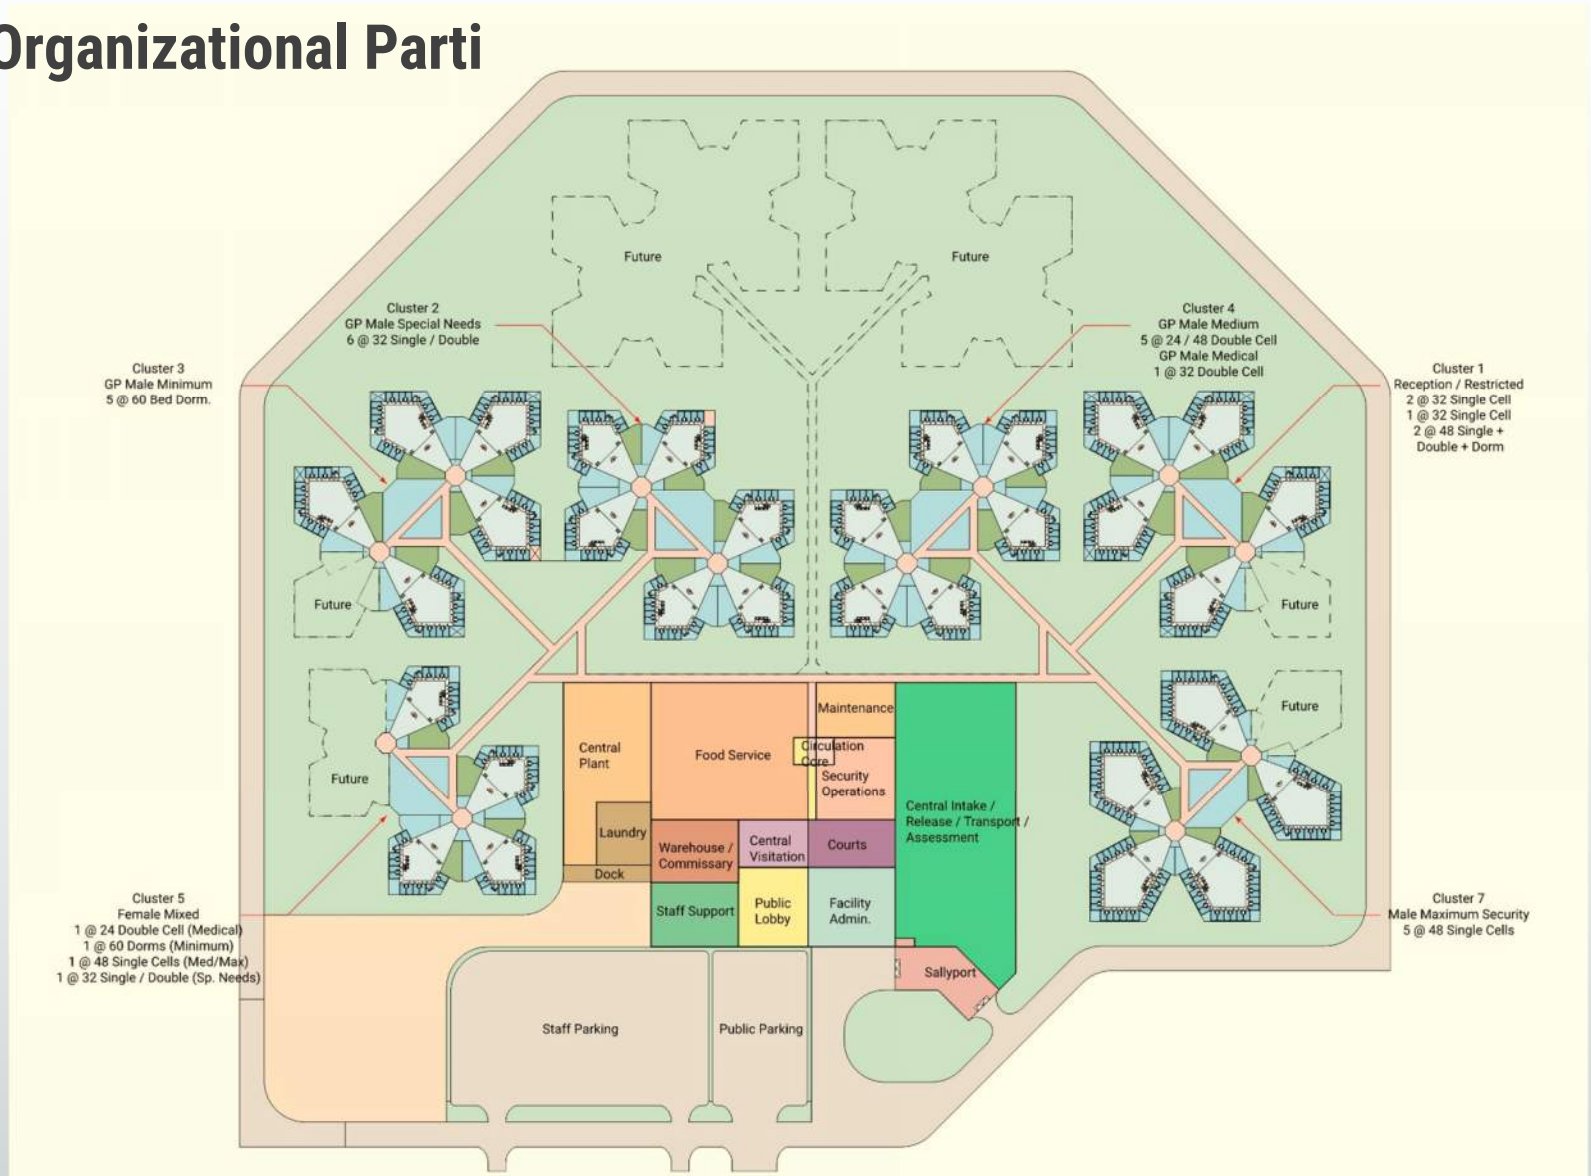 Organizational Parti
Future
Future
Cluster 2
GP Male Special Needs
6 @ 32 Single / Double
Cluster 4
GP Male Medium
5 @ 24 / 48 Double Cell
GP Male Medical
1 @ 32 Double Cell
Cluster 3
GP Male Minimum
5 @ 60 Bed Dorm.
Cluster 1
Reception / Restricted
2 @ 32 Single Cell
1 @ 32 Single Cell
2 @ 48 Single +
Double + Dorm
Future
Future
Future
Future
Maintenance
Central
Plant
Food Service
Circulation
Core
Security
Operations
Central Intake /
Release / Transport /
Assessment
Laundry
Warehouse /
Commissary
Central
Visitation
Courts
Dock
Staff Support
Public
Lobby
Facility
Admin.
Cluster 5
Female Mixed
1 @ 24 Double Cell (Medical)
1 @ 60 Dorms (Minimum)
1 @ 48 Single Cells (Med/Max)
1 @ 32 Single / Double (Sp. Needs)
Cluster 7
Male Maximum Security
5 @ 48 Single Cells
Sallyport
Staff Parking
Public Parking